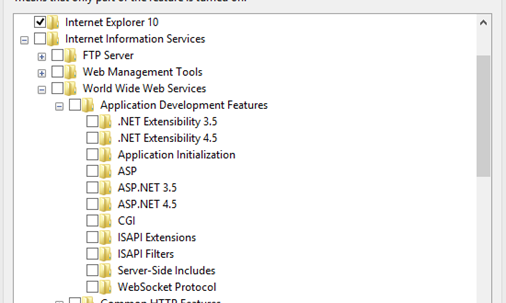 means that only part of the feature is turned on.
Internet Explorer 10
Internet Information Services
FTP Server
Web Management Tools
World Wide Web Services
Application Development Features
.NET Extensibility 3.5
.NET Extensibility 4.5
Application Initialization
ASP
ASP.NET 3.5
ASP.NET 4.5
CGI
ISAPI Extensions
ISAPI Filters
Server-Side Includes
WebSocket Protocol
Common HTTP Features